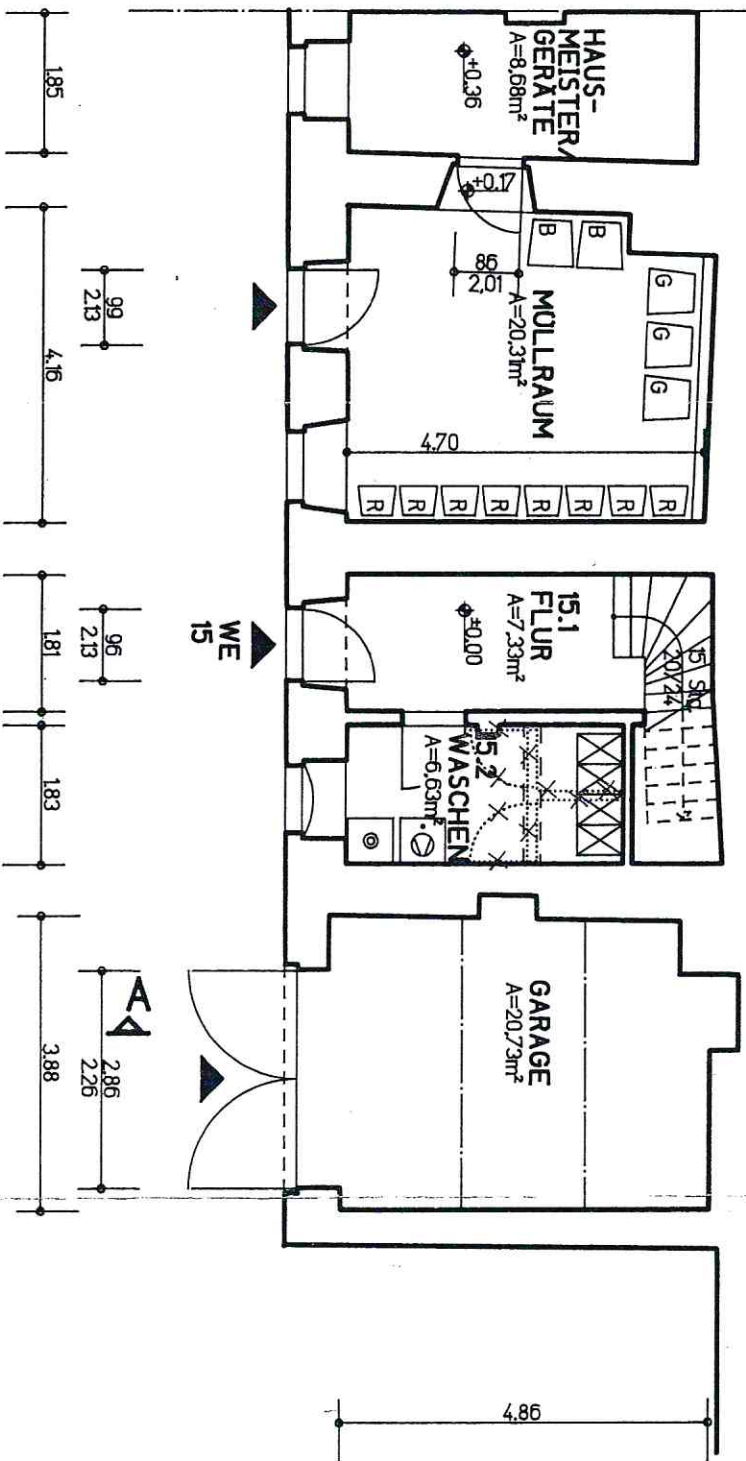 HAUS-
MEISTER/
GERÄTE
A=8,68m²
+0.36
+0.17
86
2,01
B
B
G
G
G
MÜLLRAUM
A=20,31m²
4.70
R
R
R
R
R
R
R
R
15.1
FLUR
A=7,33m²
±0.00
15 Stg
20/24
15.2
WASCHEN
A=6,63m²
GARAGE
A=20,73m²
WE
15
A
1.85
4.16
99
2.13
1.81
96
2.13
1.83
3.88
2.86
2.26
4.86